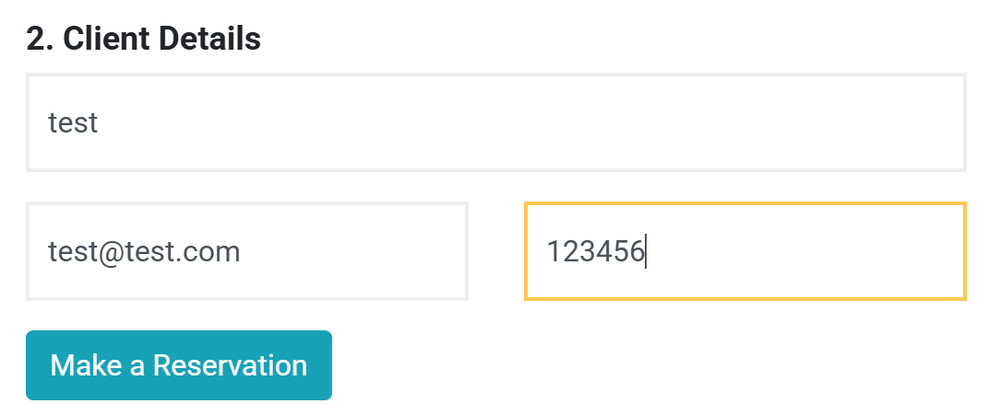 2. Client Details
test
test@test.com
123456
Make a Reservation